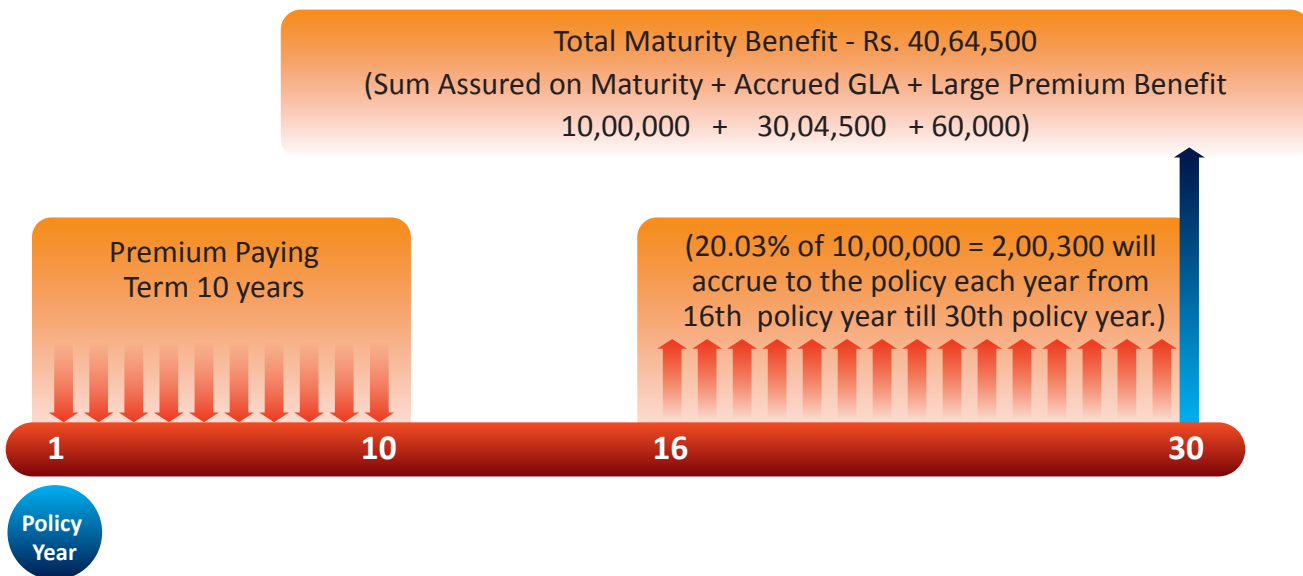 Total Maturity Benefit - Rs. 40,64,500
(Sum Assured on Maturity + Accrued GLA + Large Premium Benefit
10,00,000 + 30,04,500 + 60,000)
Premium Paying
Term 10 years
(20.03% of 10,00,000 = 2,00,300 will
accrue to the policy each year from
16th policy year till 30th policy year.)
1 10 16 30
Policy
Year